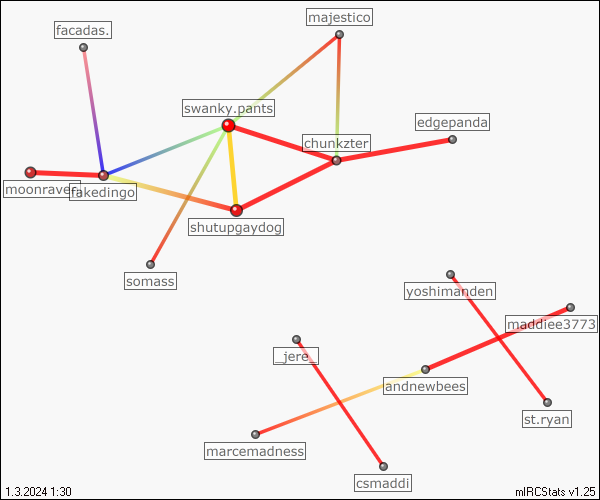 majestico
facadas.
swanky.pants
edgepanda
chunkzter
moonraven
fakedingo
shutupgaydog
somass
yoshimanden
maddiee3773
_jere_
andnewbees
st.ryan
marcemadness
csmaddi
1.3.2024 1:30
mIRCStats v1.25